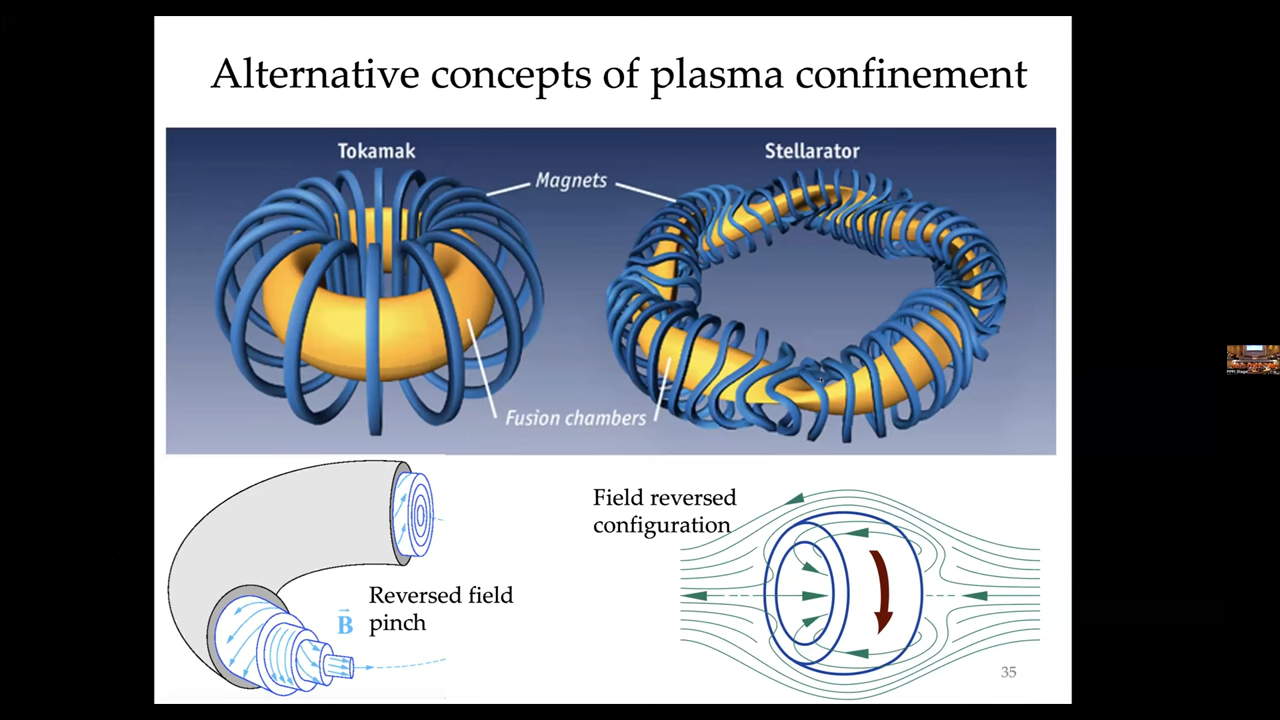 Alternative concepts of plasma confinement
Tokamak
Stellarator
Magnets
Fusion chambers
Field reversed
configuration
Reversed field
pinch
B
35